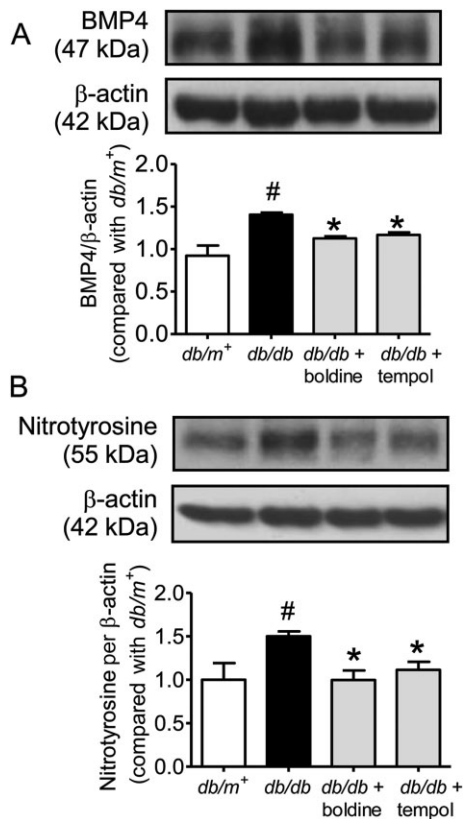 A
BMP4
(47 kDa)
β-actin
(42 kDa)
BMP4/β-actin
(compared with db/m⁺)
2.0
1.5
#
*
*
1.0
0.5
0.0
db/m⁺ db/db db/db + db/db +
boldine tempol
B
Nitrotyrosine
(55 kDa)
β-actin
(42 kDa)
Nitrotyrosine per β-actin
(compared with db/m⁺)
2.0
1.5
#
*
*
1.0
0.5
0.0
db/m⁺ db/db db/db + db/db +
boldine tempol